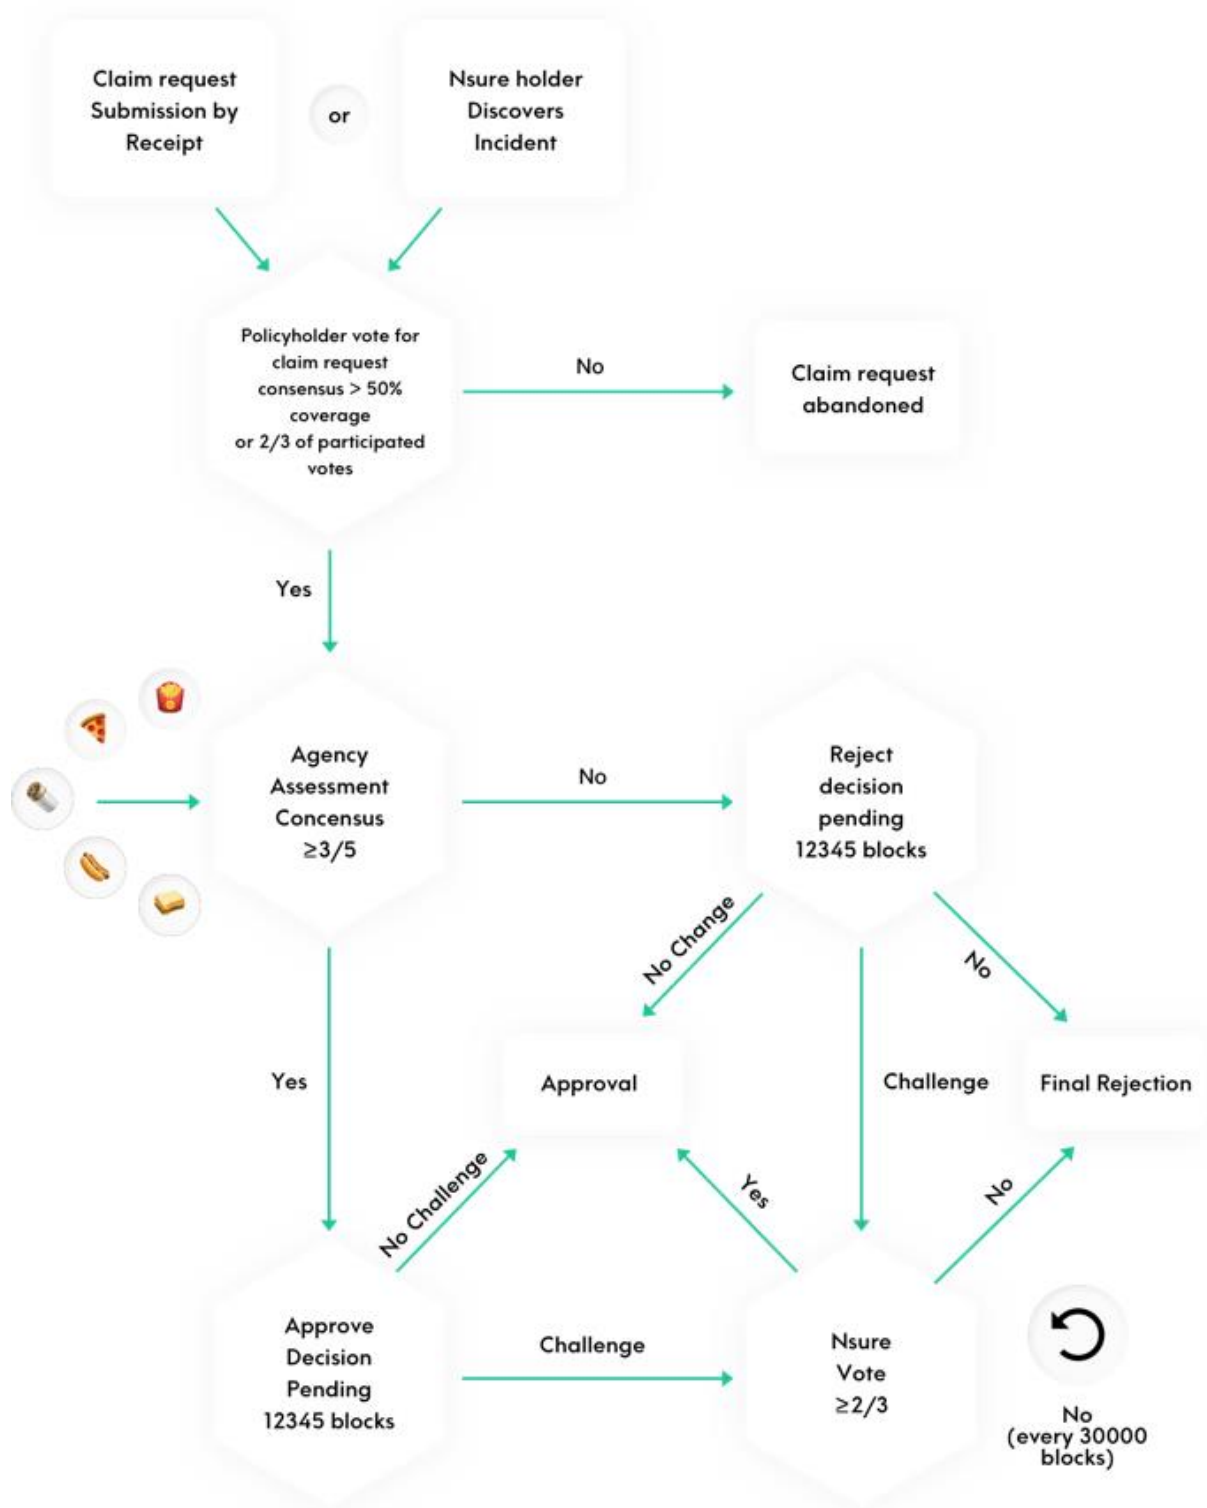 Claim request
Submission by
Receipt
or
Nsure holder
Discovers
Incident
Policyholder vote for
claim request
consensus > 50%
coverage
or 2/3 of participated
votes
No
Claim request
abandoned
Yes
Agency
Assessment
Concensus
≥3/5
No
Reject
decision
pending
12345 blocks
No Change
No
Yes
Approval
Challenge
Final Rejection
No Challenge
Yes
No
Approve
Decision
Pending
12345 blocks
Challenge
Nsure
Vote
≥2/3
No
(every 30000
blocks)